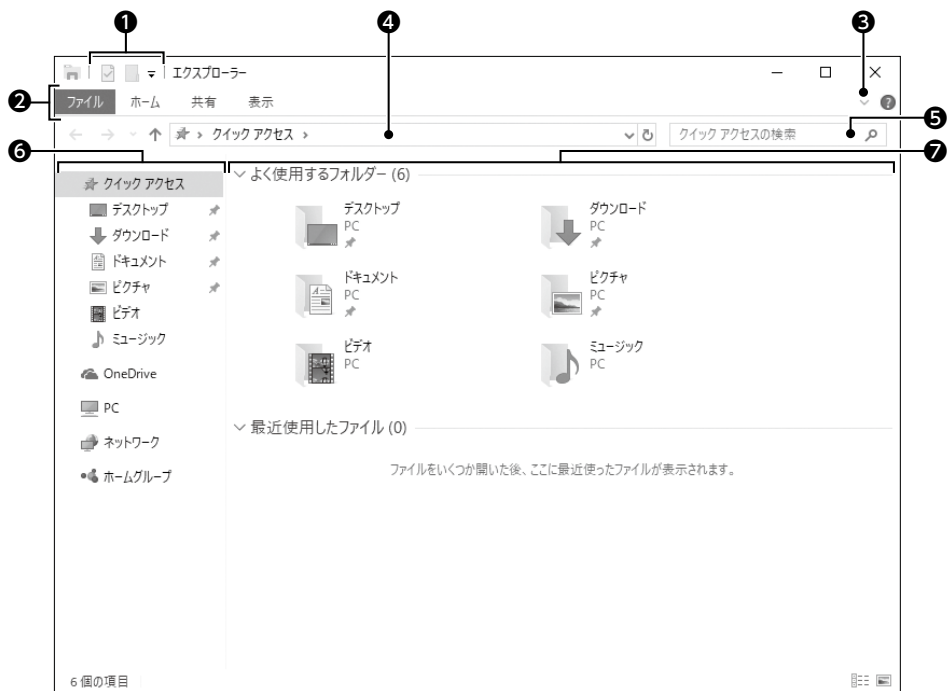 ❶ ❹ ❸
エクスプローラー
❷ ファイル ホーム 共有 表示 ?
クイック アクセス クイック アクセスの検索 ❺
❻ ❼
クイック アクセス
デスクトップ
ダウンロード
ドキュメント
ピクチャ
ビデオ
ミュージック
OneDrive
PC
ネットワーク
ホームグループ
よく使用するフォルダー (6)
デスクトップ
PC
ダウンロード
PC
ドキュメント
PC
ピクチャ
PC
ビデオ
PC
ミュージック
PC
最近使用したファイル (0)
ファイルをいくつか開いた後、ここに最近使ったファイルが表示されます。
6 個の項目